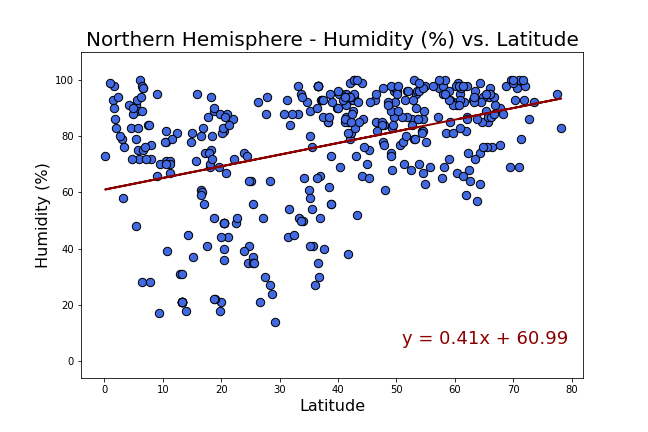 Northern Hemisphere - Humidity (%) vs. Latitude
Humidity (%)
100
80
60
40
20
0
y = 0.41x + 60.99
0 10 20 30 40 50 60 70 80
Latitude